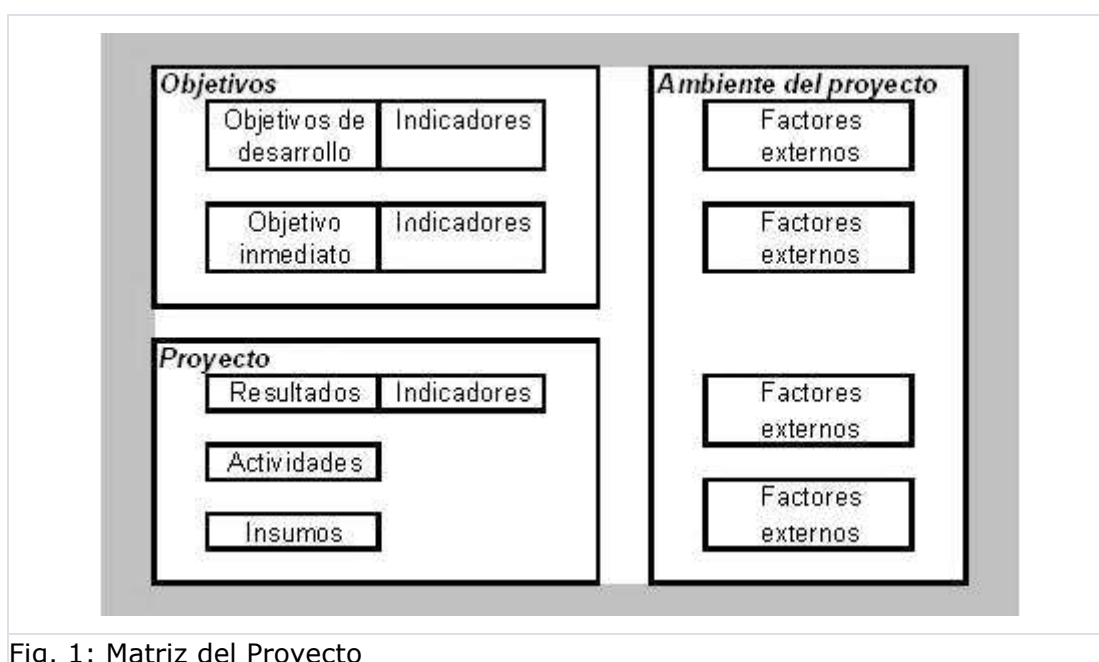 Objetivos
Objetivos de Indicadores
desarrollo
Objetivo Indicadores
inmediato
Proyecto
Resultados Indicadores
Actividades
Insumos
Ambiente del proyecto
Factores
externos
Factores
externos
Factores
externos
Factores
externos
Fig. 1: Matriz del Proyecto